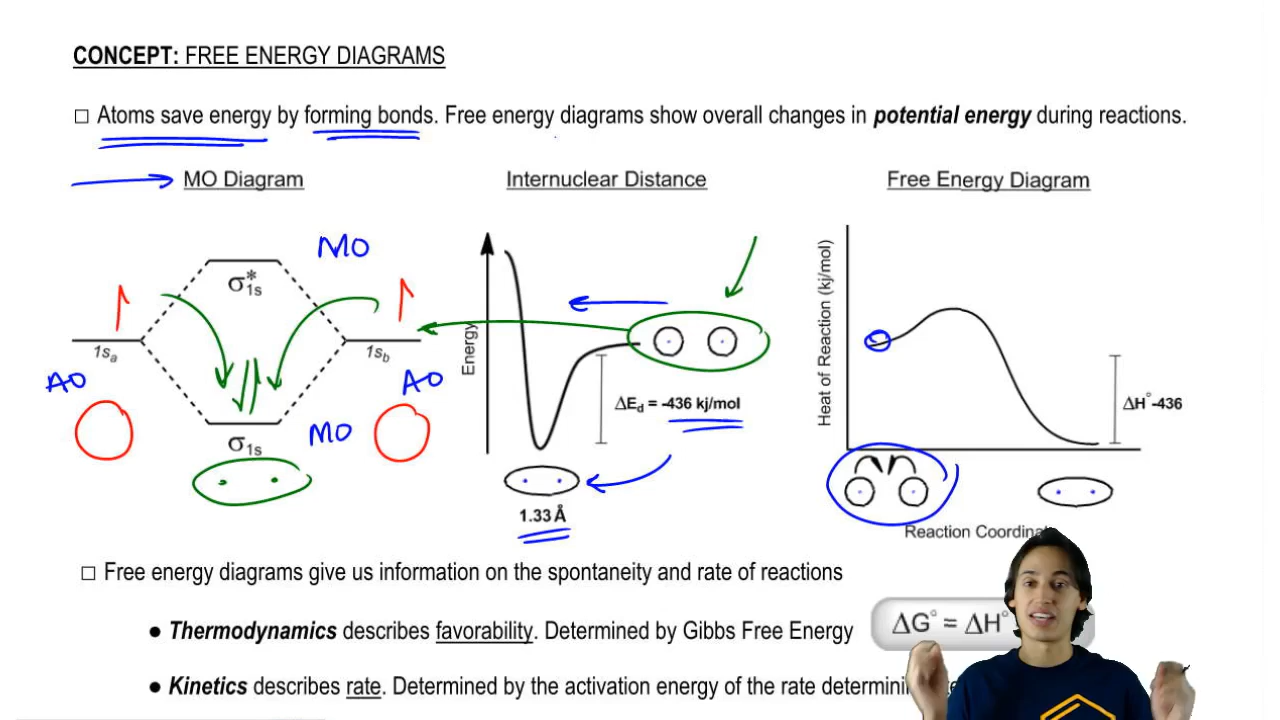 CONCEPT: FREE ENERGY DIAGRAMS
Atoms save energy by forming bonds. Free energy diagrams show overall changes in potential energy during reactions.
MO Diagram
Internuclear Distance
Free Energy Diagram
MO
σ*1s
1sa
1sb
AO
AO
MO
σ1s
Energy
ΔEd = -436 kj/mol
1.33 Å
Heat of Reaction (kj/mol)
ΔH°-436
Reaction
Free energy diagrams give us information on the spontaneity and rate of reactions
● Thermodynamics describes favorability. Determined by Gibbs Free Energy
ΔG° = ΔH°
● Kinetics describes rate. Determined by the activation energy of the rate